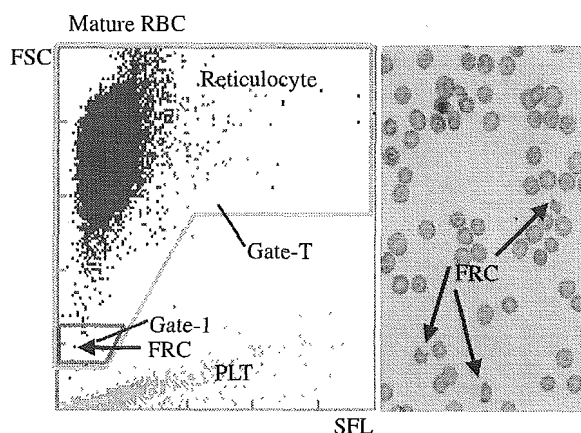 Mature RBC
FSC
Reticulocyte
Gate-T
Gate-1
FRC
PLT
SFL
FRC